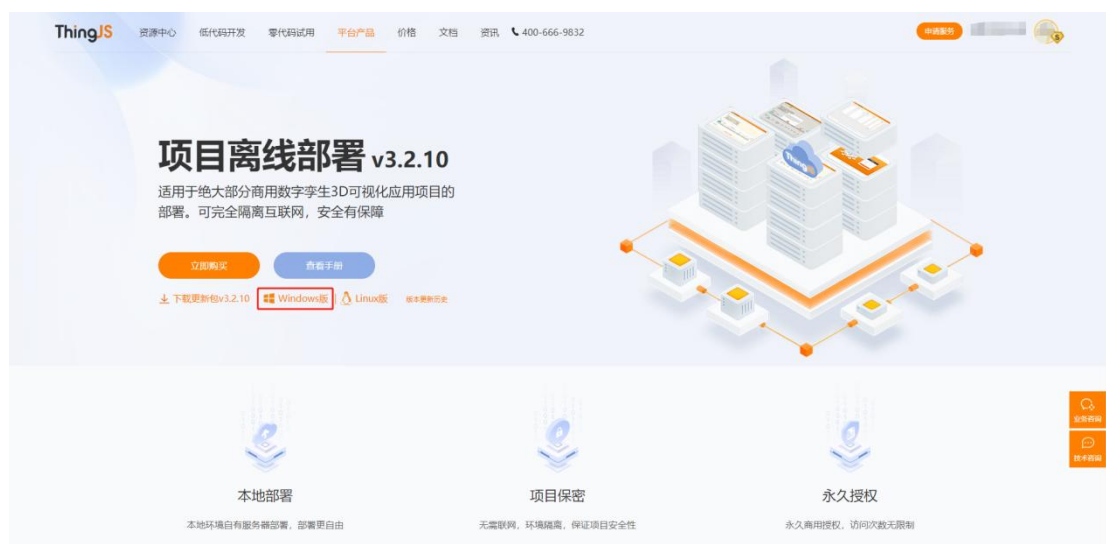 ThingJS 资源中心 低代码开发 零代码试用 平台产品 价格 文档 资讯 400-666-9832 申请服务
项目离线部署 v3.2.10
适用于绝大部分商用数字孪生3D可视化应用项目的
部署。可完全隔离互联网，安全有保障
立即购买 查看手册
下载更新包v3.2.10 Windows版 | Linux版 版本更新历史
业务咨询
技术咨询
本地部署 项目保密 永久授权
本地环境自有服务器部署，部署更自由 无需联网，环境隔离，保证项目安全性 永久商用授权，访问次数无限制